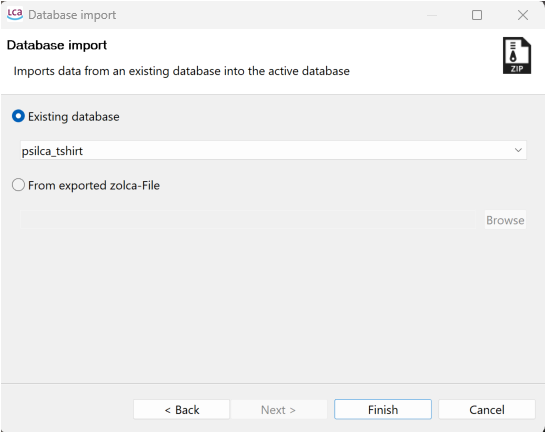 LCa Database import
Database import
Imports data from an existing database into the active database
ZIP
Existing database
psilca_tshirt
From exported zolca-File
Browse
< Back
Next >
Finish
Cancel